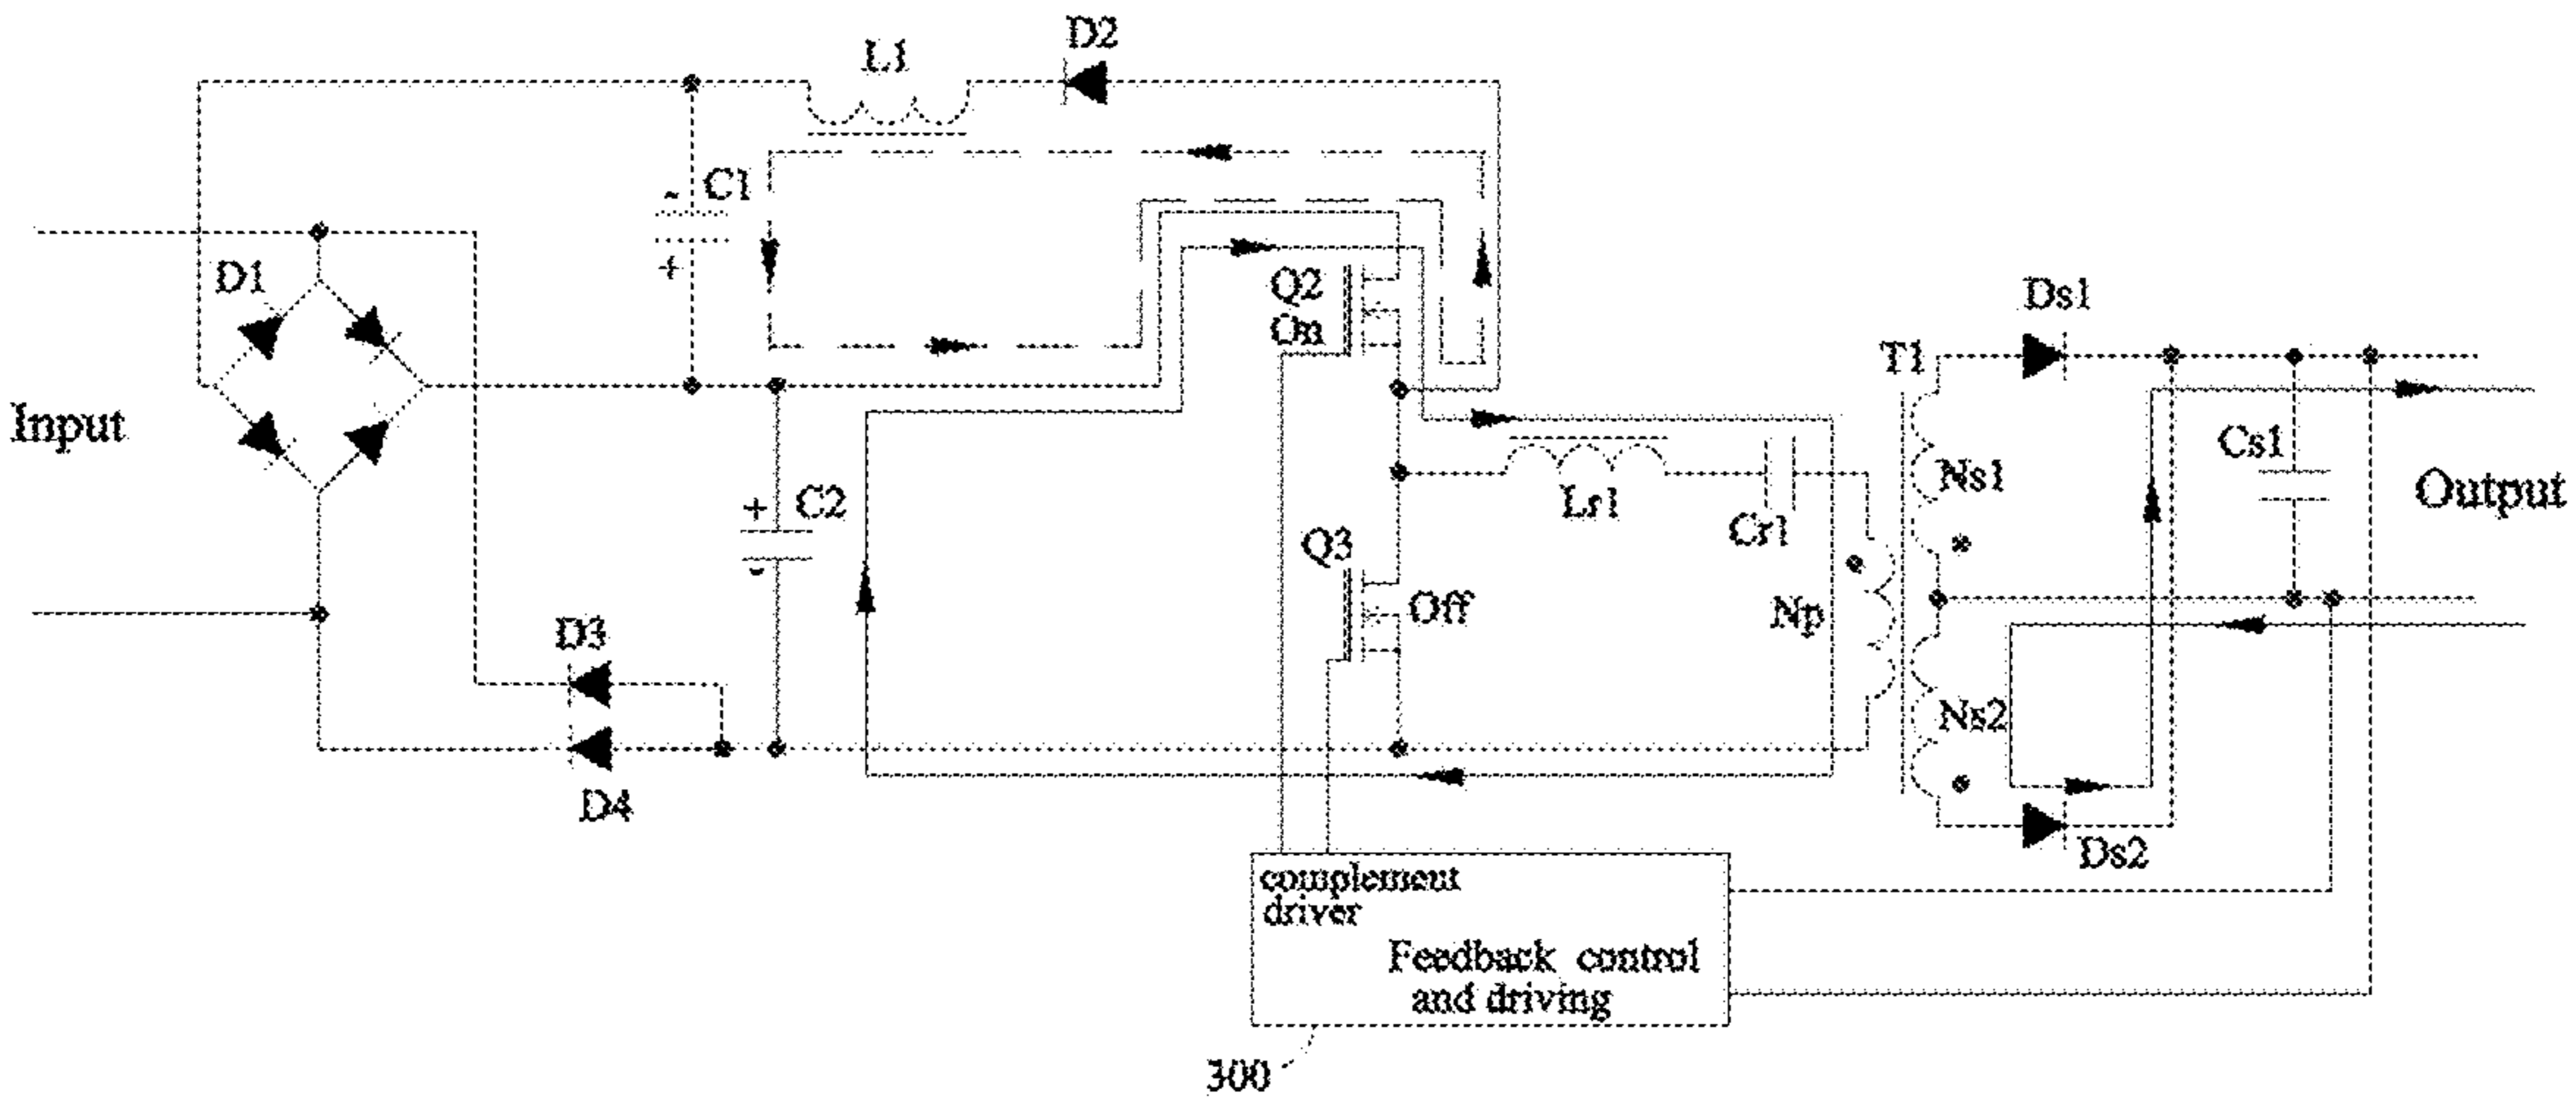 D2
L1
-
C1
+
D1
Q2
On
Ds1
T1
Input
Ns1
Cs1
Output
+
C2
-
Lr1
Cr1
Q3
Off
Np
D3
Ns2
D4
Ds2
complement
driver
Feedback control
and driving
300